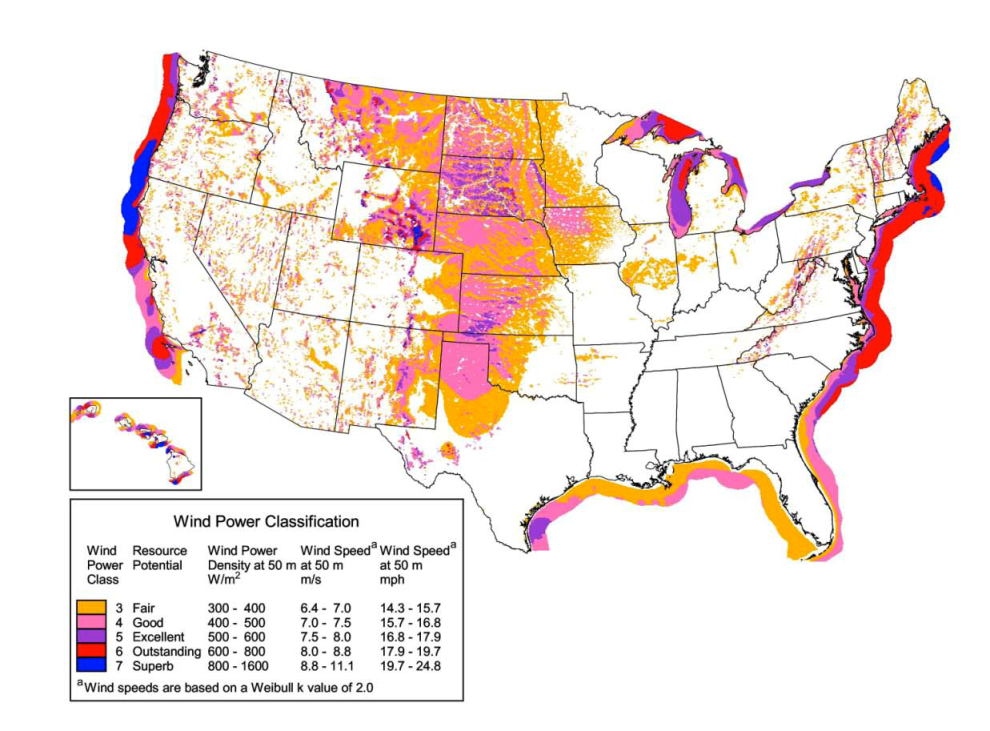 Wind Power Classification
Wind Power Class Resource Potential Wind Power Density at 50 m W/m2 Wind Speeda at 50 m m/s Wind Speeda at 50 m mph
3 Fair 300 - 400 6.4 - 7.0 14.3 - 15.7
4 Good 400 - 500 7.0 - 7.5 15.7 - 16.8
5 Excellent 500 - 600 7.5 - 8.0 16.8 - 17.9
6 Outstanding 600 - 800 8.0 - 8.8 17.9 - 19.7
7 Superb 800 - 1600 8.8 - 11.1 19.7 - 24.8
a Wind speeds are based on a Weibull k value of 2.0